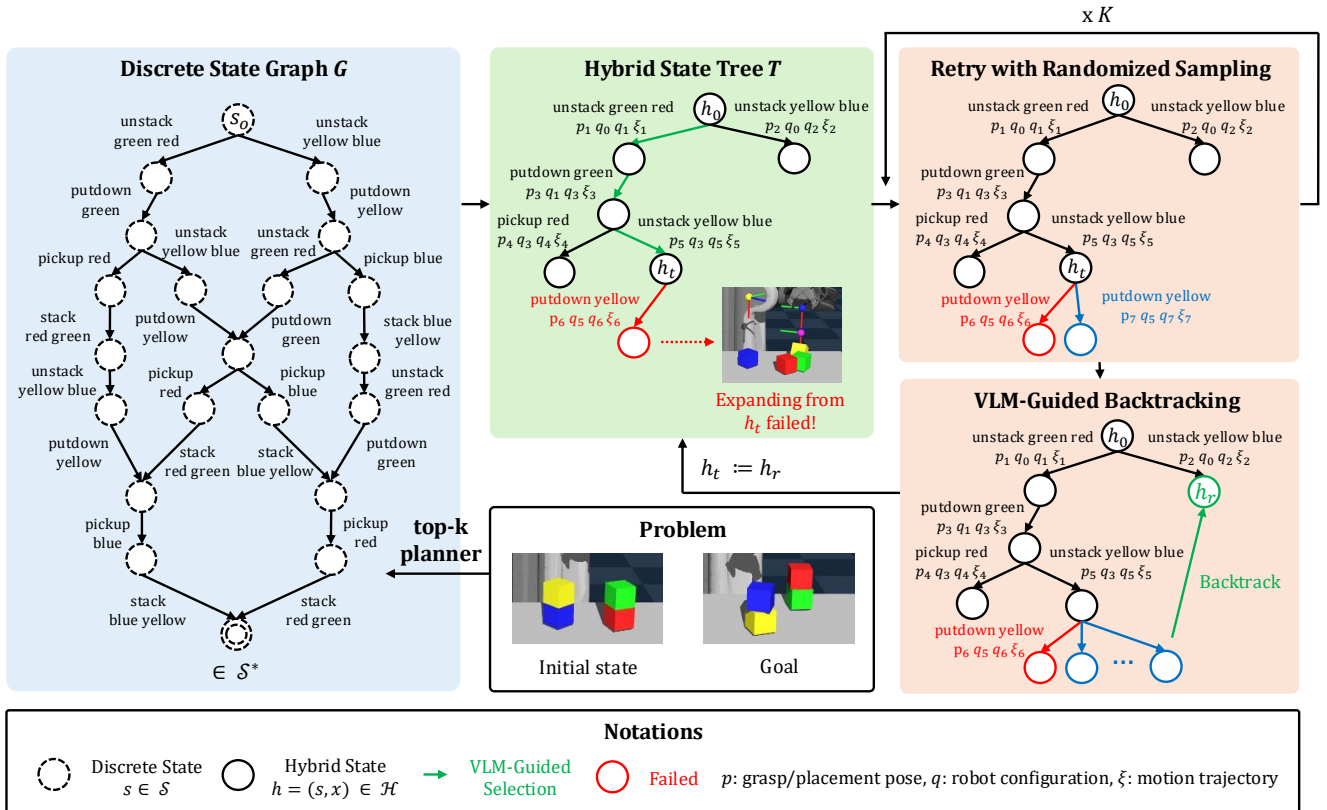 x K
Discrete State Graph G
s₀
unstack
green red
unstack
yellow blue
putdown
green
putdown
yellow
pickup red
unstack
yellow blue
unstack
green red
pickup blue
stack
red green
putdown
yellow
putdown
green
stack blue
yellow
unstack
yellow blue
pickup
red
pickup
blue
unstack
green red
putdown
yellow
stack
red green
stack
blue yellow
putdown
green
pickup
blue
pickup
red
stack
blue yellow
stack
red green
∈ 𝒮*
Hybrid State Tree T
h₀
unstack green red
p₁ q₀ q₁ ξ₁
unstack yellow blue
p₂ q₀ q₂ ξ₂
putdown green
p₃ q₁ q₃ ξ₃
pickup red
p₄ q₃ q₄ ξ₄
unstack yellow blue
p₅ q₃ q₅ ξ₅
hₜ
putdown yellow
p₆ q₅ q₆ ξ₆
Expanding from
hₜ failed!
Retry with Randomized Sampling
h₀
unstack green red
p₁ q₀ q₁ ξ₁
unstack yellow blue
p₂ q₀ q₂ ξ₂
putdown green
p₃ q₁ q₃ ξ₃
pickup red
p₄ q₃ q₄ ξ₄
unstack yellow blue
p₅ q₃ q₅ ξ₅
hₜ
putdown yellow
p₆ q₅ q₆ ξ₆
putdown yellow
p₇ q₅ q₇ ξ₇
VLM-Guided Backtracking
h₀
unstack green red
p₁ q₀ q₁ ξ₁
unstack yellow blue
p₂ q₀ q₂ ξ₂
hᵣ
putdown green
p₃ q₁ q₃ ξ₃
pickup red
p₄ q₃ q₄ ξ₄
unstack yellow blue
p₅ q₃ q₅ ξ₅
Backtrack
putdown yellow
p₆ q₅ q₆ ξ₆
...
hₜ := hᵣ
top-k
planner
Problem
Initial state
Goal
Notations
Discrete State
s ∈ 𝒮
Hybrid State
h = (s, x) ∈ ℋ
VLM-Guided
Selection
Failed
p: grasp/placement pose, q: robot configuration, ξ: motion trajectory